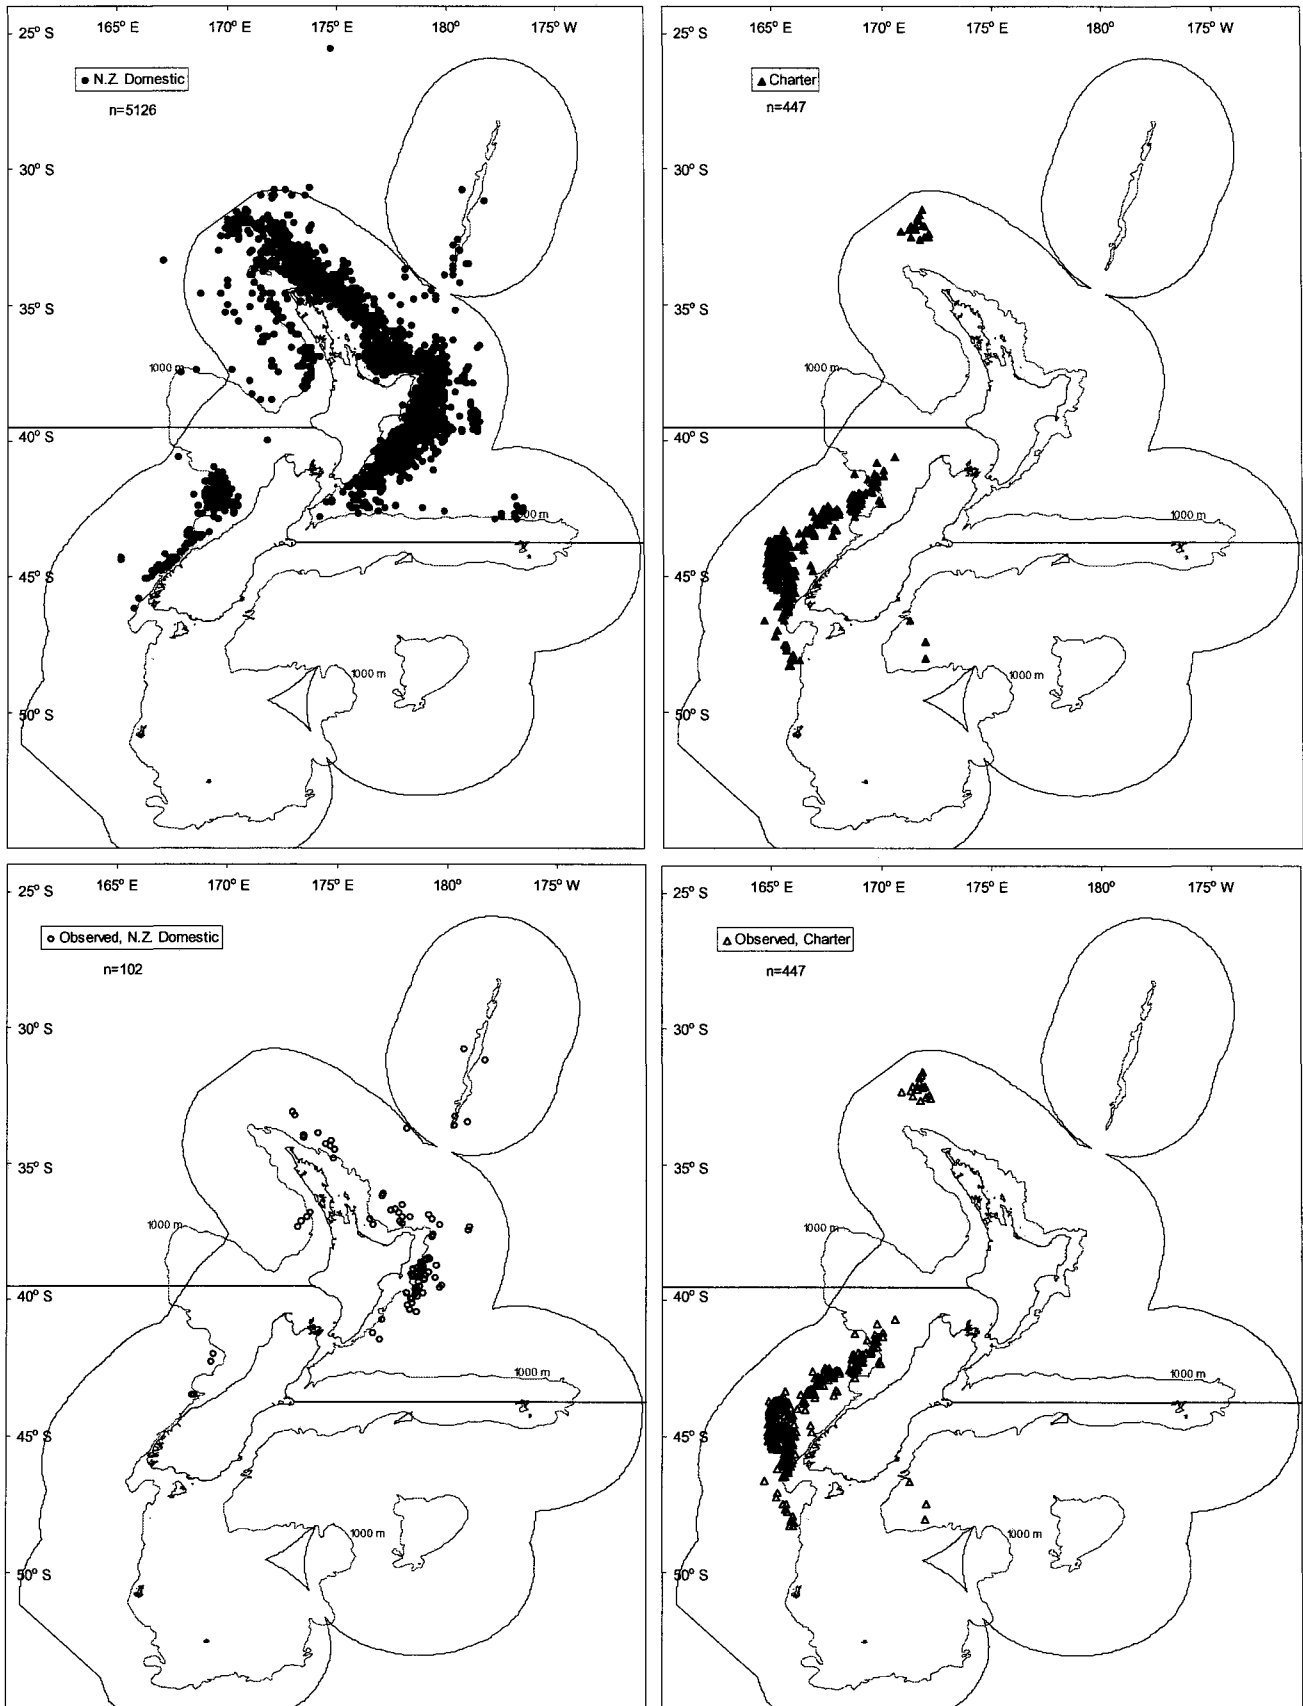 165° E 170° E 175° E 180° 175° W
25° S
● N.Z. Domestic
n=5126
30° S
35° S
1000 m
40° S
1000 m
45° S
1000 m
50° S
165° E 170° E 175° E 180° 175° W
25° S
▲ Charter
n=447
30° S
35° S
1000 m
40° S
1000 m
45° S
1000 m
50° S
165° E 170° E 175° E 180° 175° W
25° S
○ Observed, N.Z. Domestic
n=102
30° S
35° S
1000 m
40° S
1000 m
45° S
1000 m
50° S
165° E 170° E 175° E 180° 175° W
25° S
△ Observed, Charter
n=447
30° S
35° S
1000 m
40° S
1000 m
45° S
1000 m
50° S